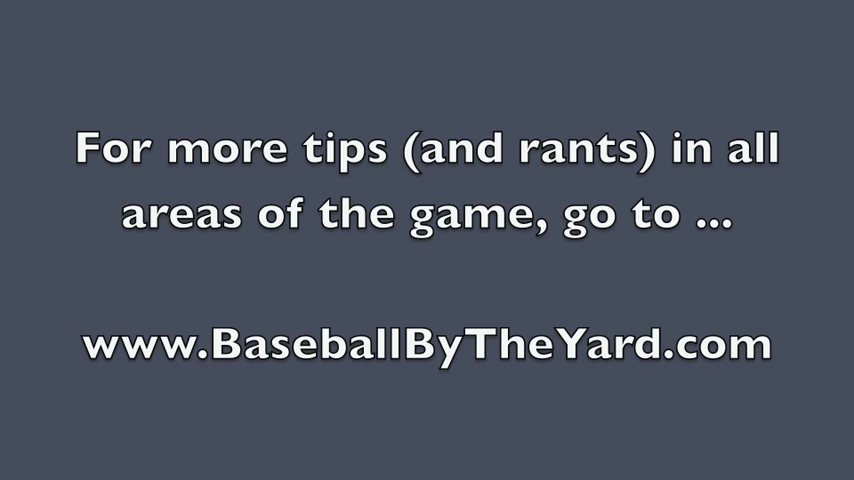 For more tips (and rants) in all
areas of the game, go to ...
www.BaseballByTheYard.com